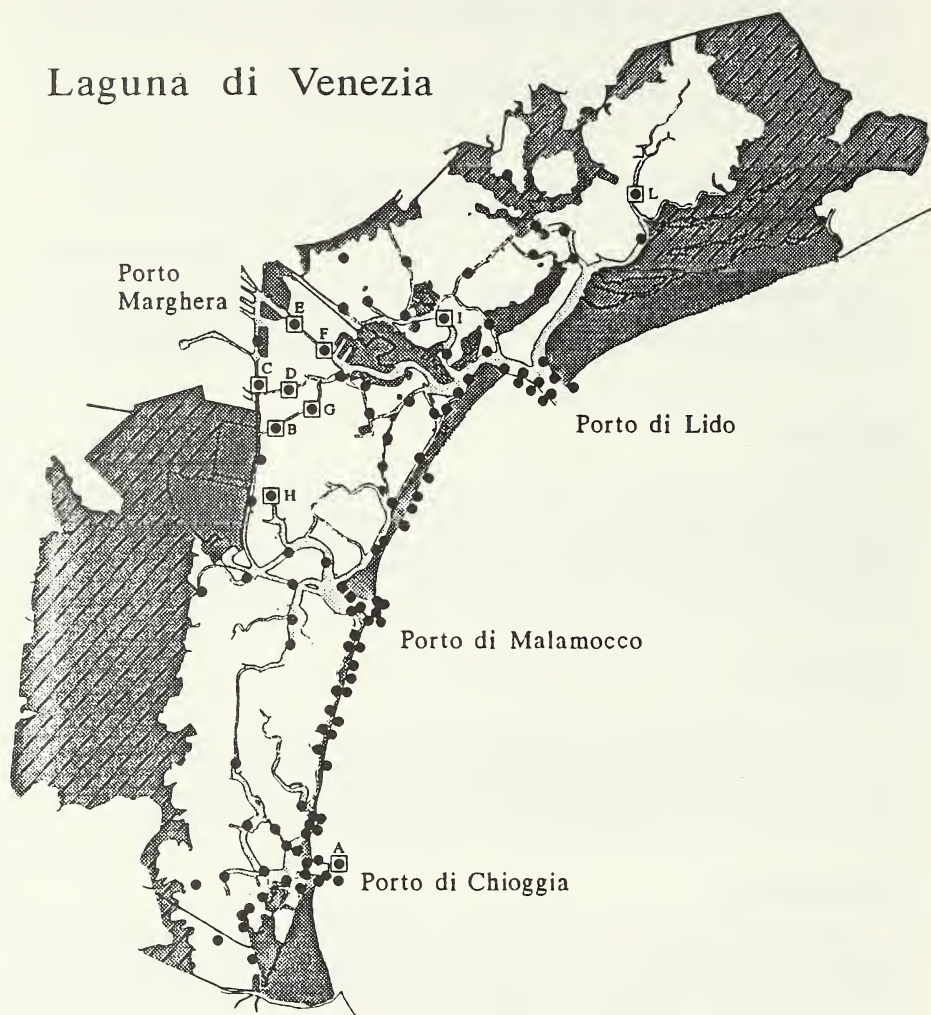 Laguna di Venezia
L
Porto
Marghera
E
I
F
C
D
G
Porto di Lido
B
H
Porto di Malamocco
A
Porto di Chioggia